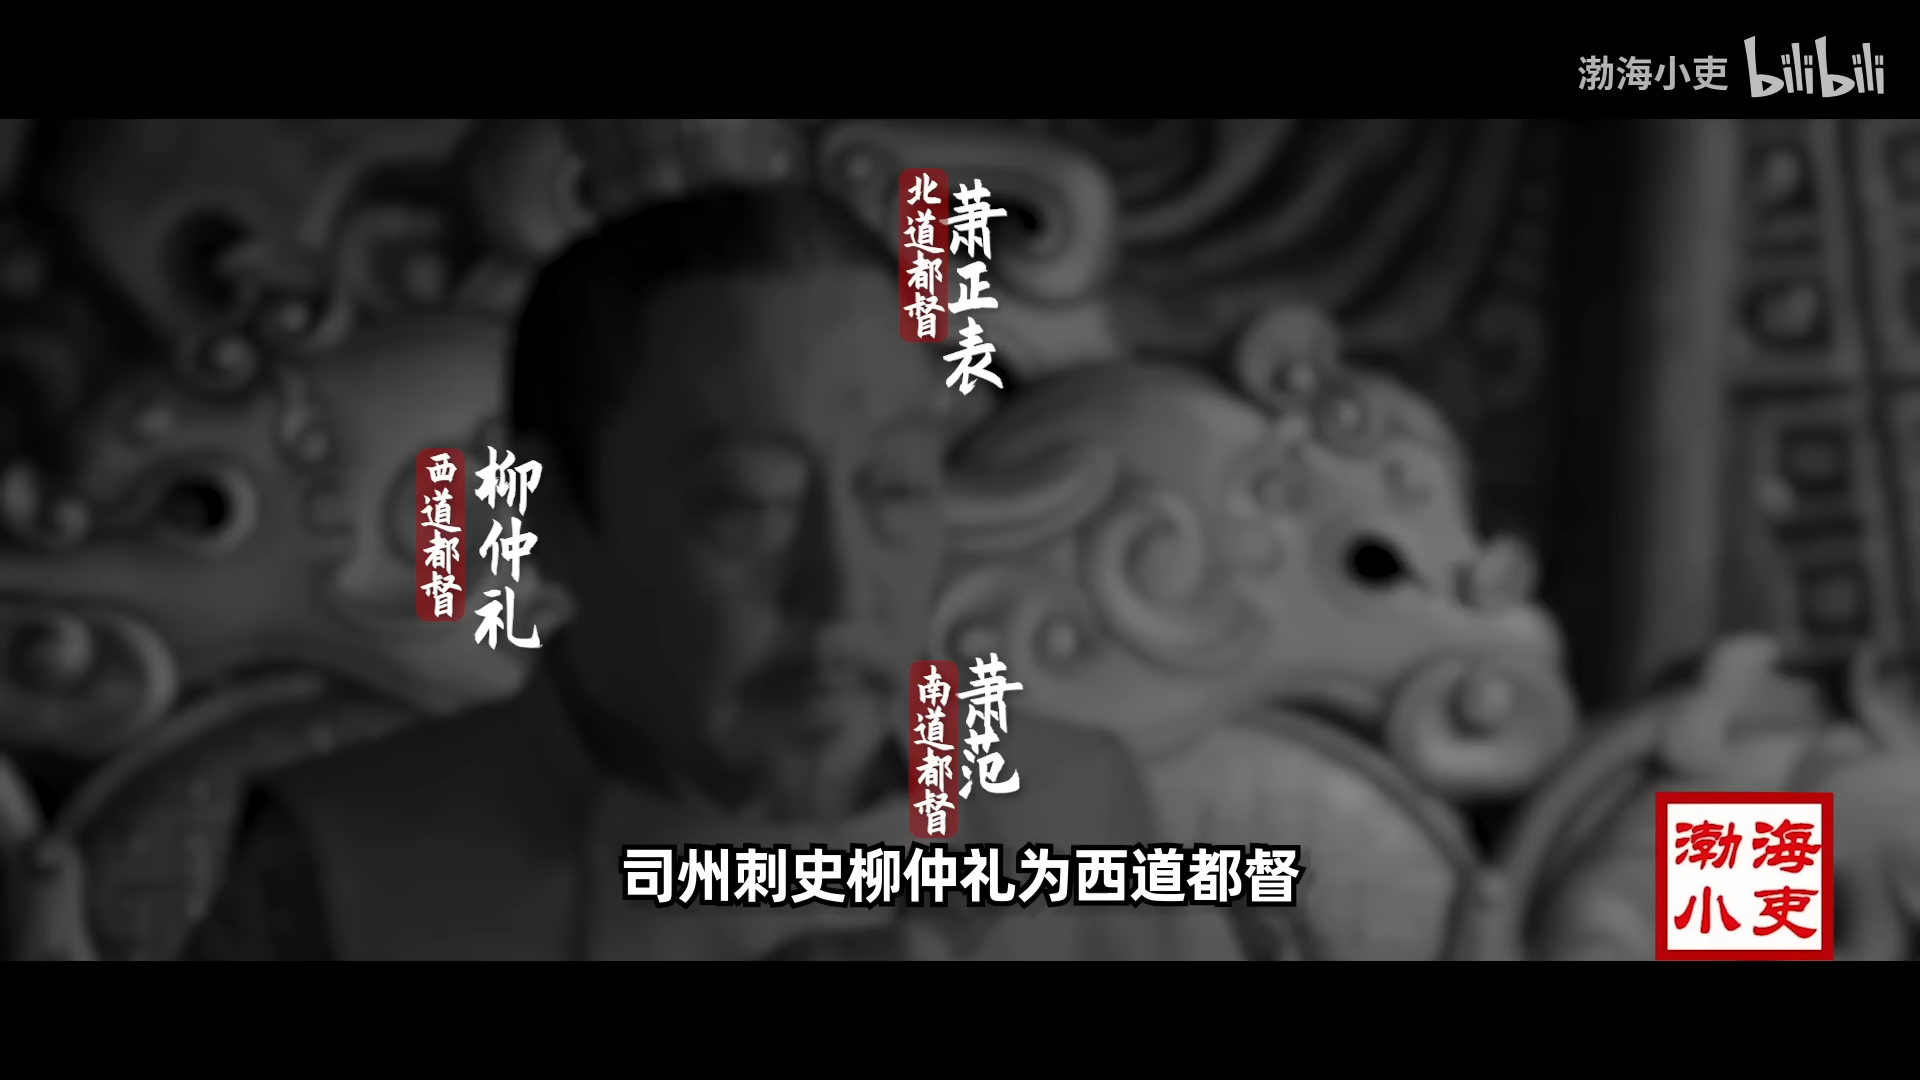 渤海小吏 bilibili
北道都督
萧正表
西道都督
柳仲礼
南道都督
萧范
司州刺史柳仲礼为西道都督
渤海
小吏